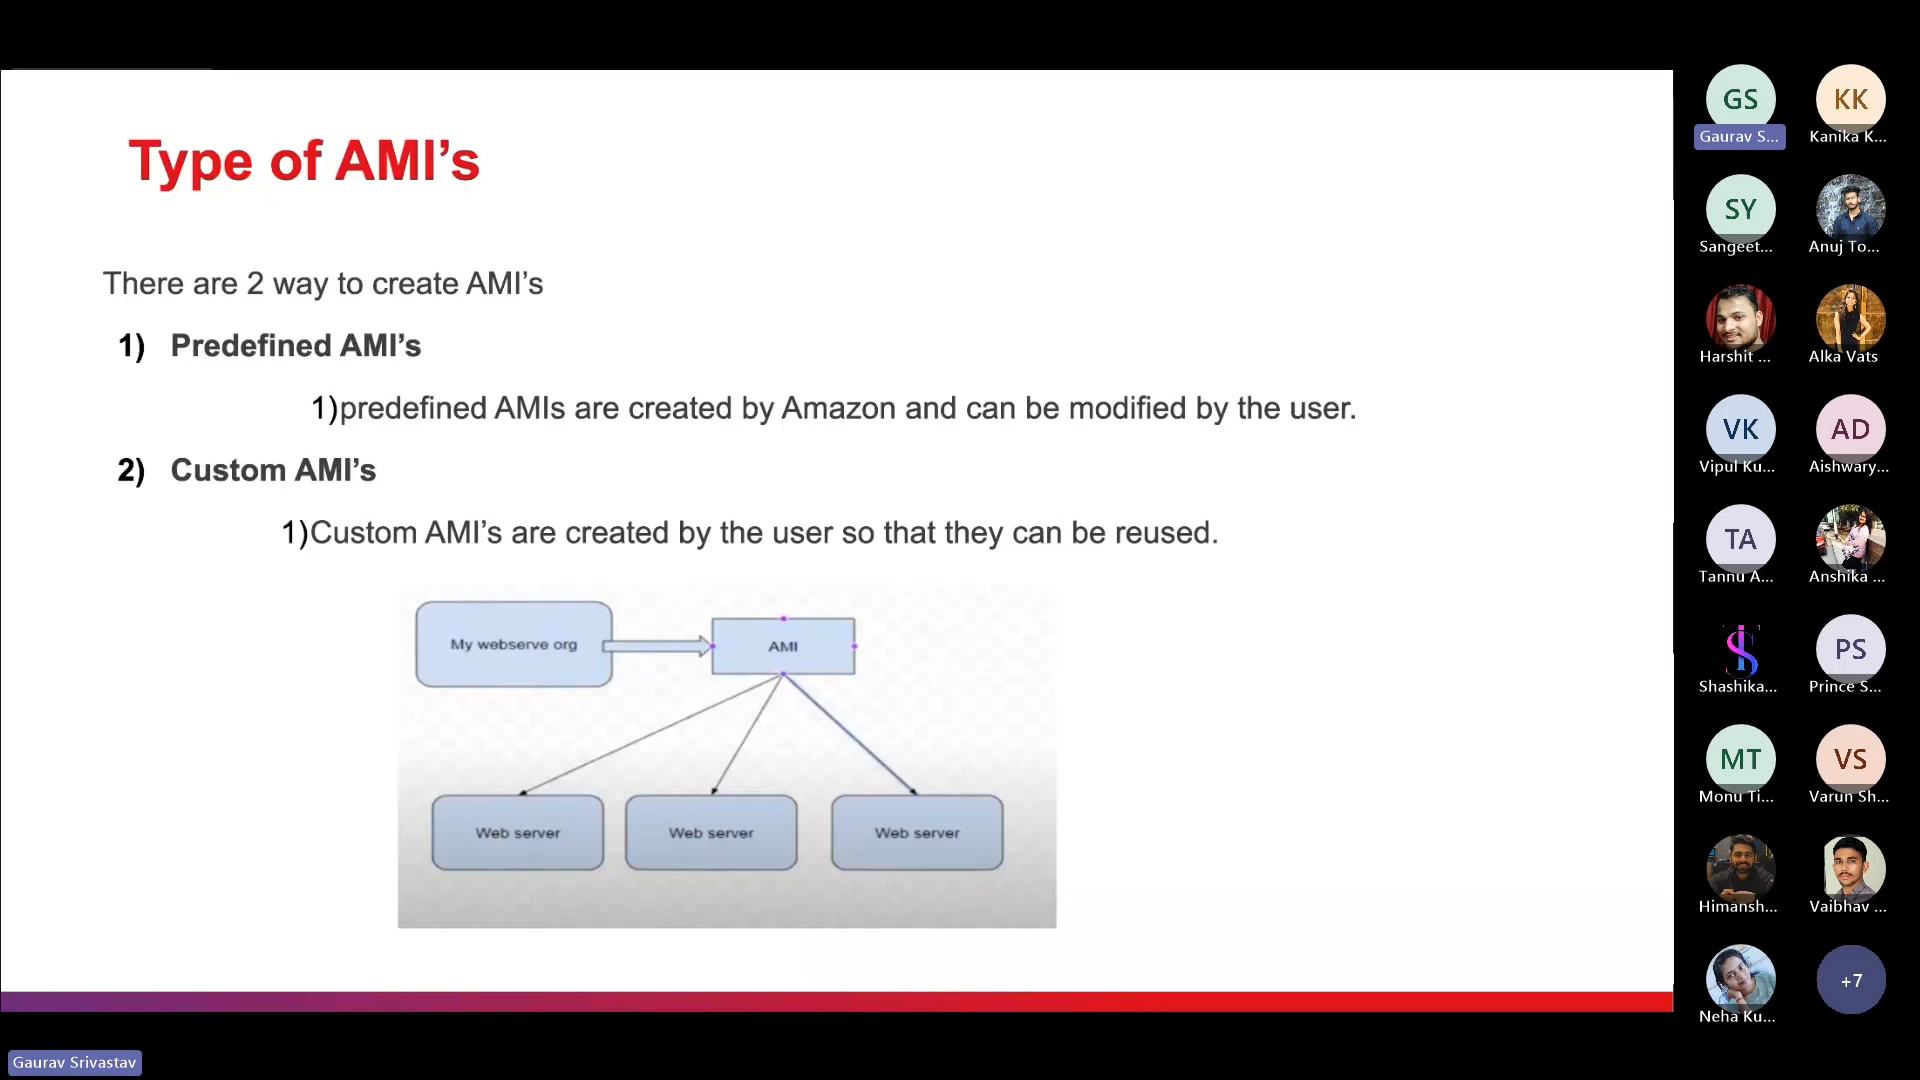 Type of AMI’s
There are 2 way to create AMI’s
1) Predefined AMI’s
1)predefined AMIs are created by Amazon and can be modified by the user.
2) Custom AMI’s
1)Custom AMI’s are created by the user so that they can be reused.
My webserve org
AMI
Web server
Web server
Web server
GS
Gaurav S...
KK
Kanika K...
SY
Sangeet...
Anuj To...
Harshit ...
Alka Vats
VK
Vipul Ku...
AD
Aishwary...
TA
Tannu A...
Anshika ...
Shashika...
PS
Prince S...
MT
Monu Ti...
VS
Varun Sh...
Himansh...
Vaibhav ...
Neha Ku...
+7
Gaurav Srivastav